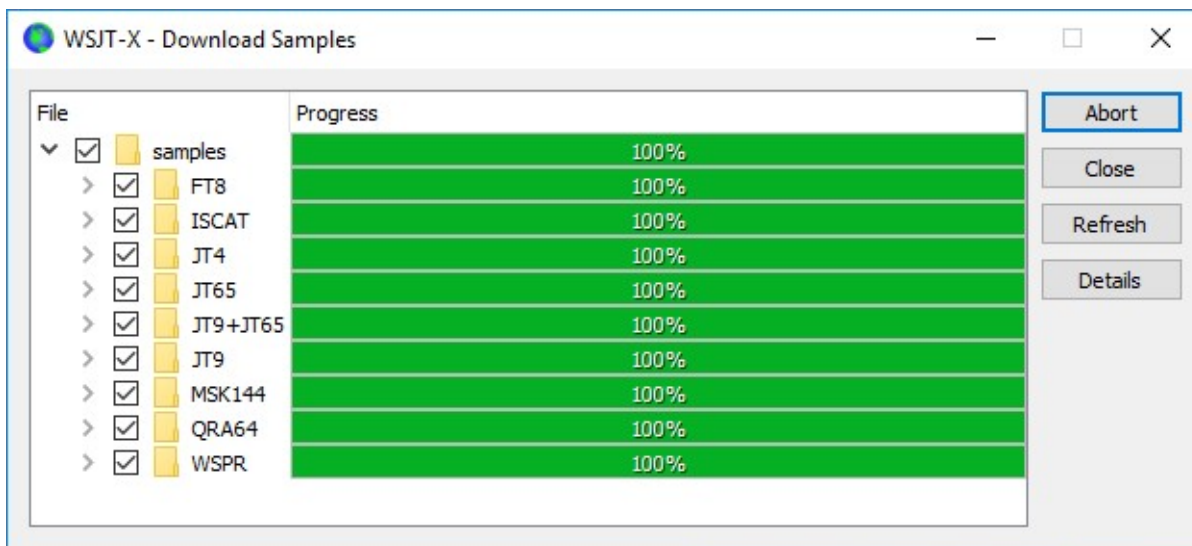 WSJT-X - Download Samples
File Progress
samples 100%
FT8 100%
ISCAT 100%
JT4 100%
JT65 100%
JT9+JT65 100%
JT9 100%
MSK144 100%
QRA64 100%
WSPR 100%
Abort
Close
Refresh
Details